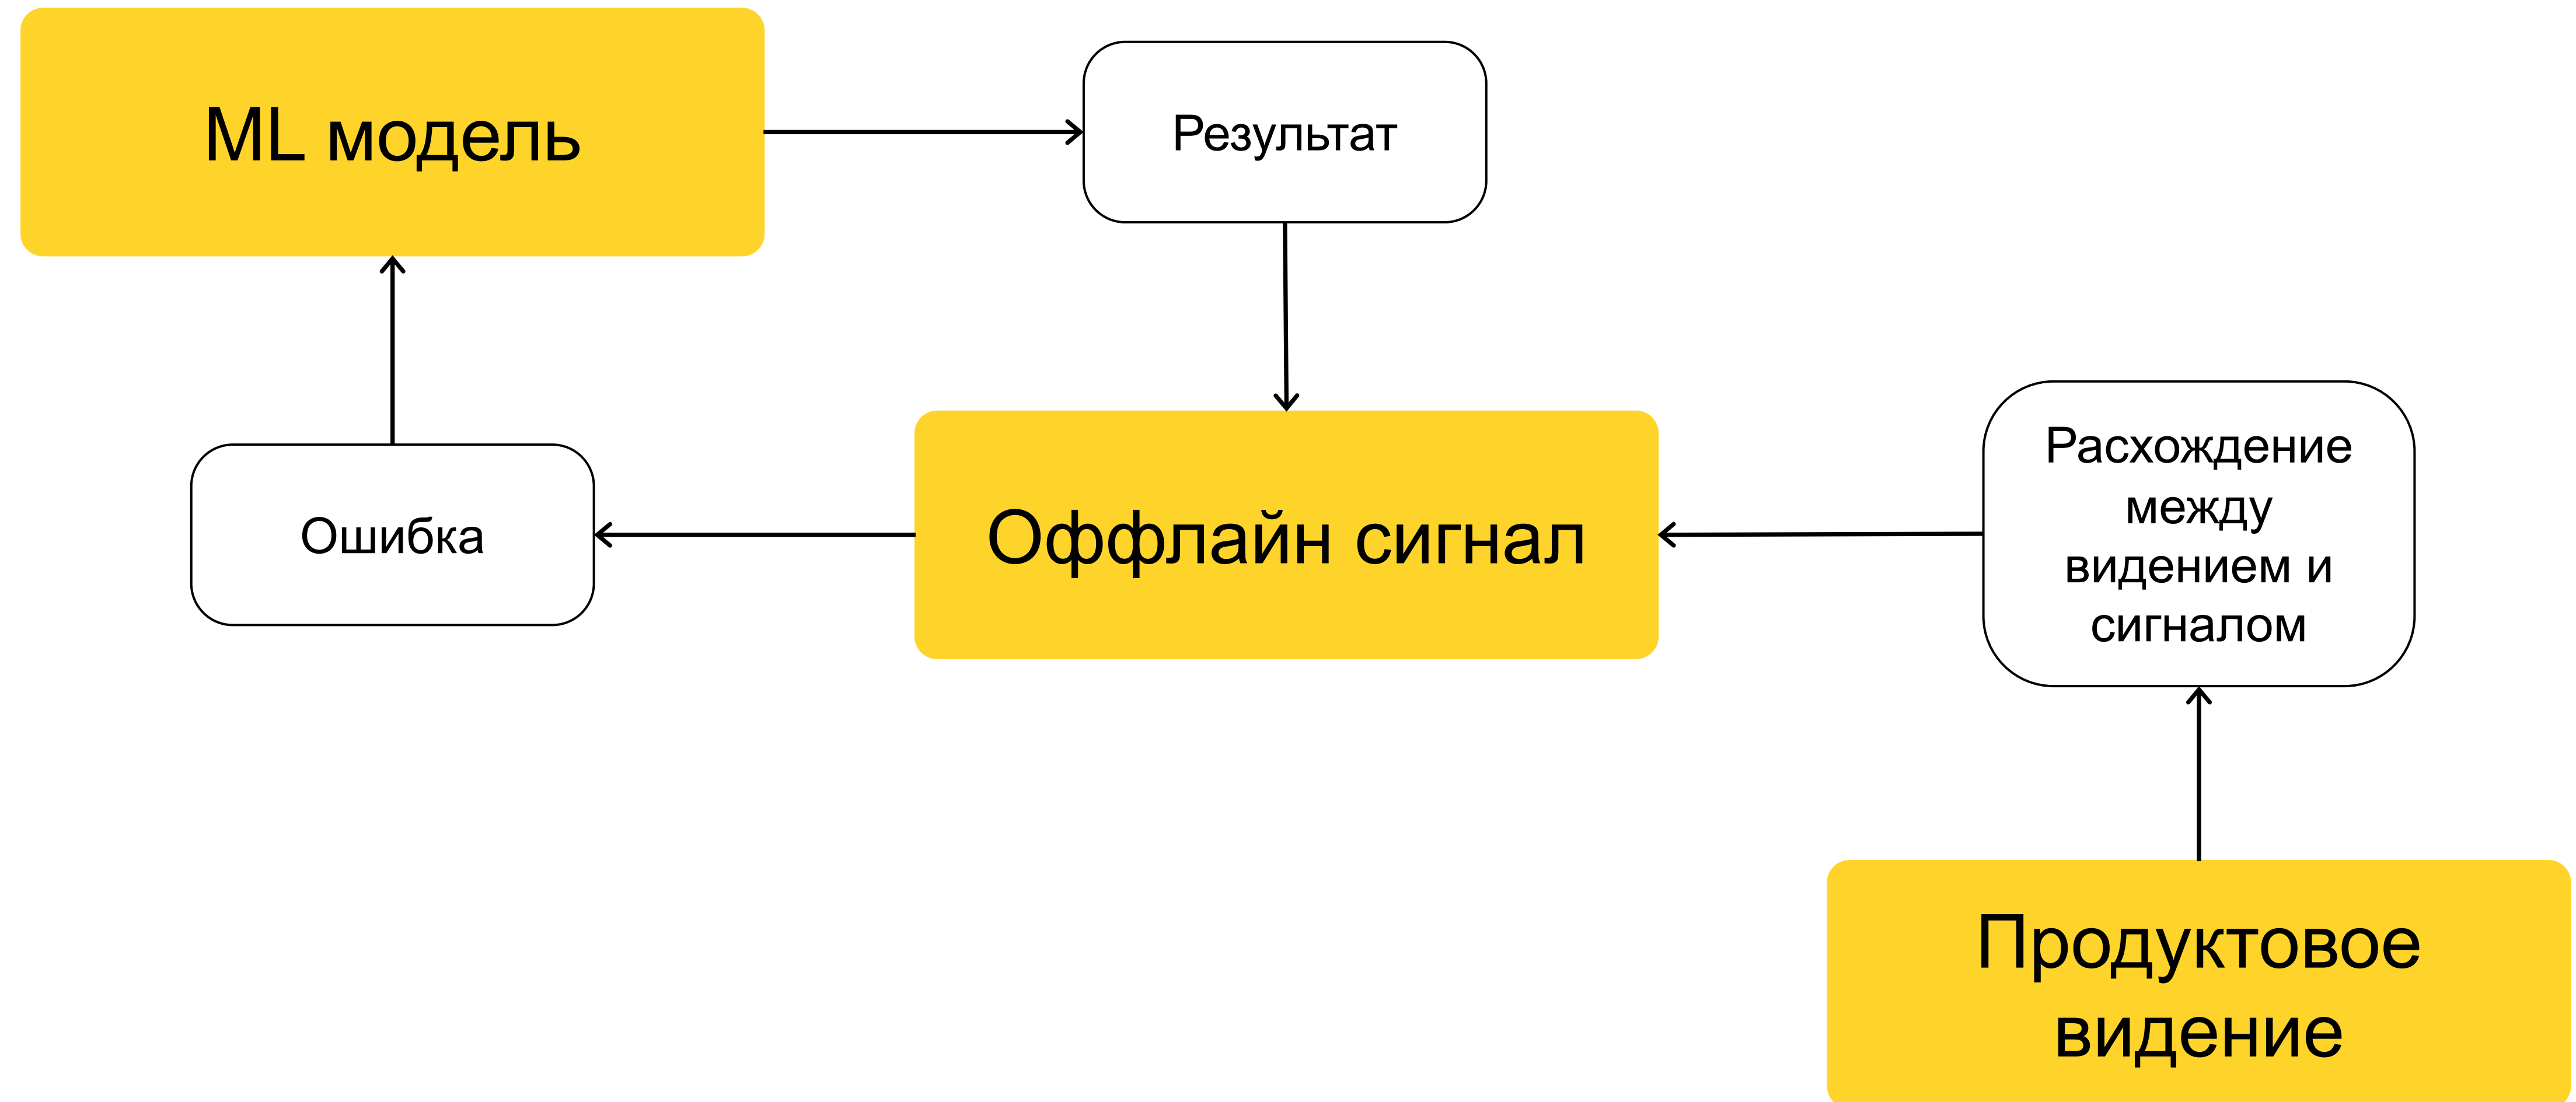 ML модель
Результат
Ошибка
Оффлайн сигнал
Расхождение
между
видением и
сигналом
Продуктовое
видение